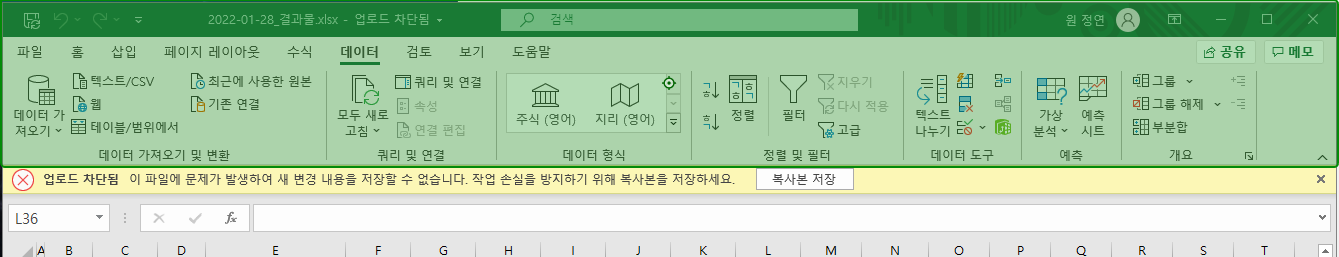 2022-01-28_결과물.xlsx - 업로드 차단됨
검색
원 정연
파일 홈 삽입 페이지 레이아웃 수식 데이터 검토 보기 도움말 공유 메모
데이터 가져오기
텍스트/CSV
웹
테이블/범위에서
최근에 사용한 원본
기존 연결
데이터 가져오기 및 변환
모두 새로 고침
쿼리 및 연결
속성
연결 편집
쿼리 및 연결
주식 (영어)
지리 (영어)
데이터 형식
ㄱㅎ
ㅎㄱ
정렬
필터
지우기
다시 적용
고급
정렬 및 필터
텍스트 나누기
데이터 도구
가상 분석
예측 시트
예측
그룹
그룹 해제
부분합
개요
업로드 차단됨 이 파일에 문제가 발생하여 새 변경 내용을 저장할 수 없습니다. 작업 손실을 방지하기 위해 복사본을 저장하세요. 복사본 저장
L36 fx
A B C D E F G H I J K L M N O P Q R S T